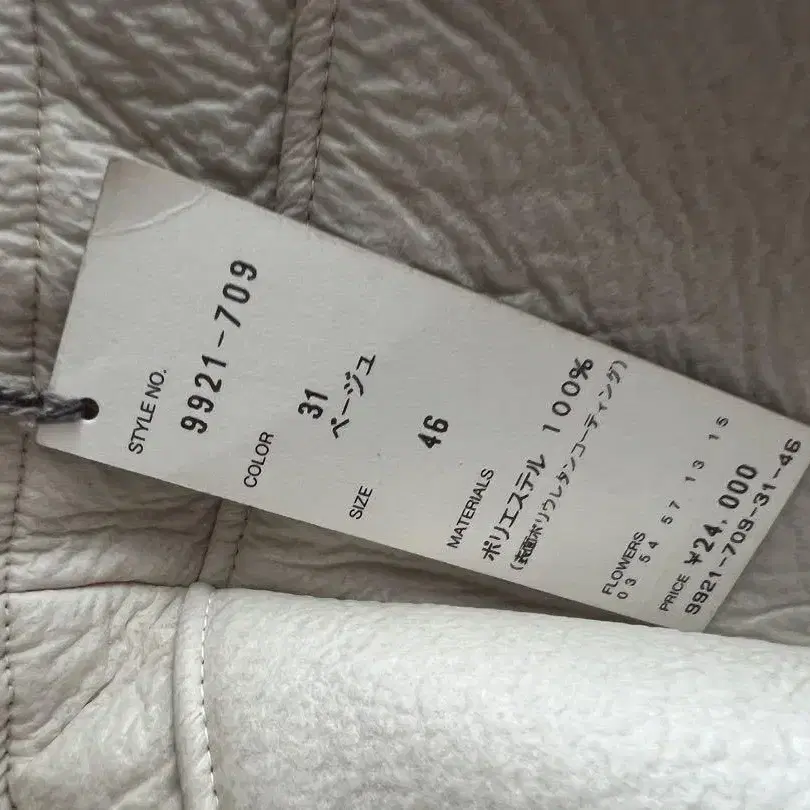 STYLE NO.
9921-709
COLOR
31
ベージュ
SIZE
46
MATERIALS
ポリエステル 100%
(表面ポリウレタンコーティング)
FLOWERS
03 54 57 13 15
PRICE ¥24,000
9921-709-31-46